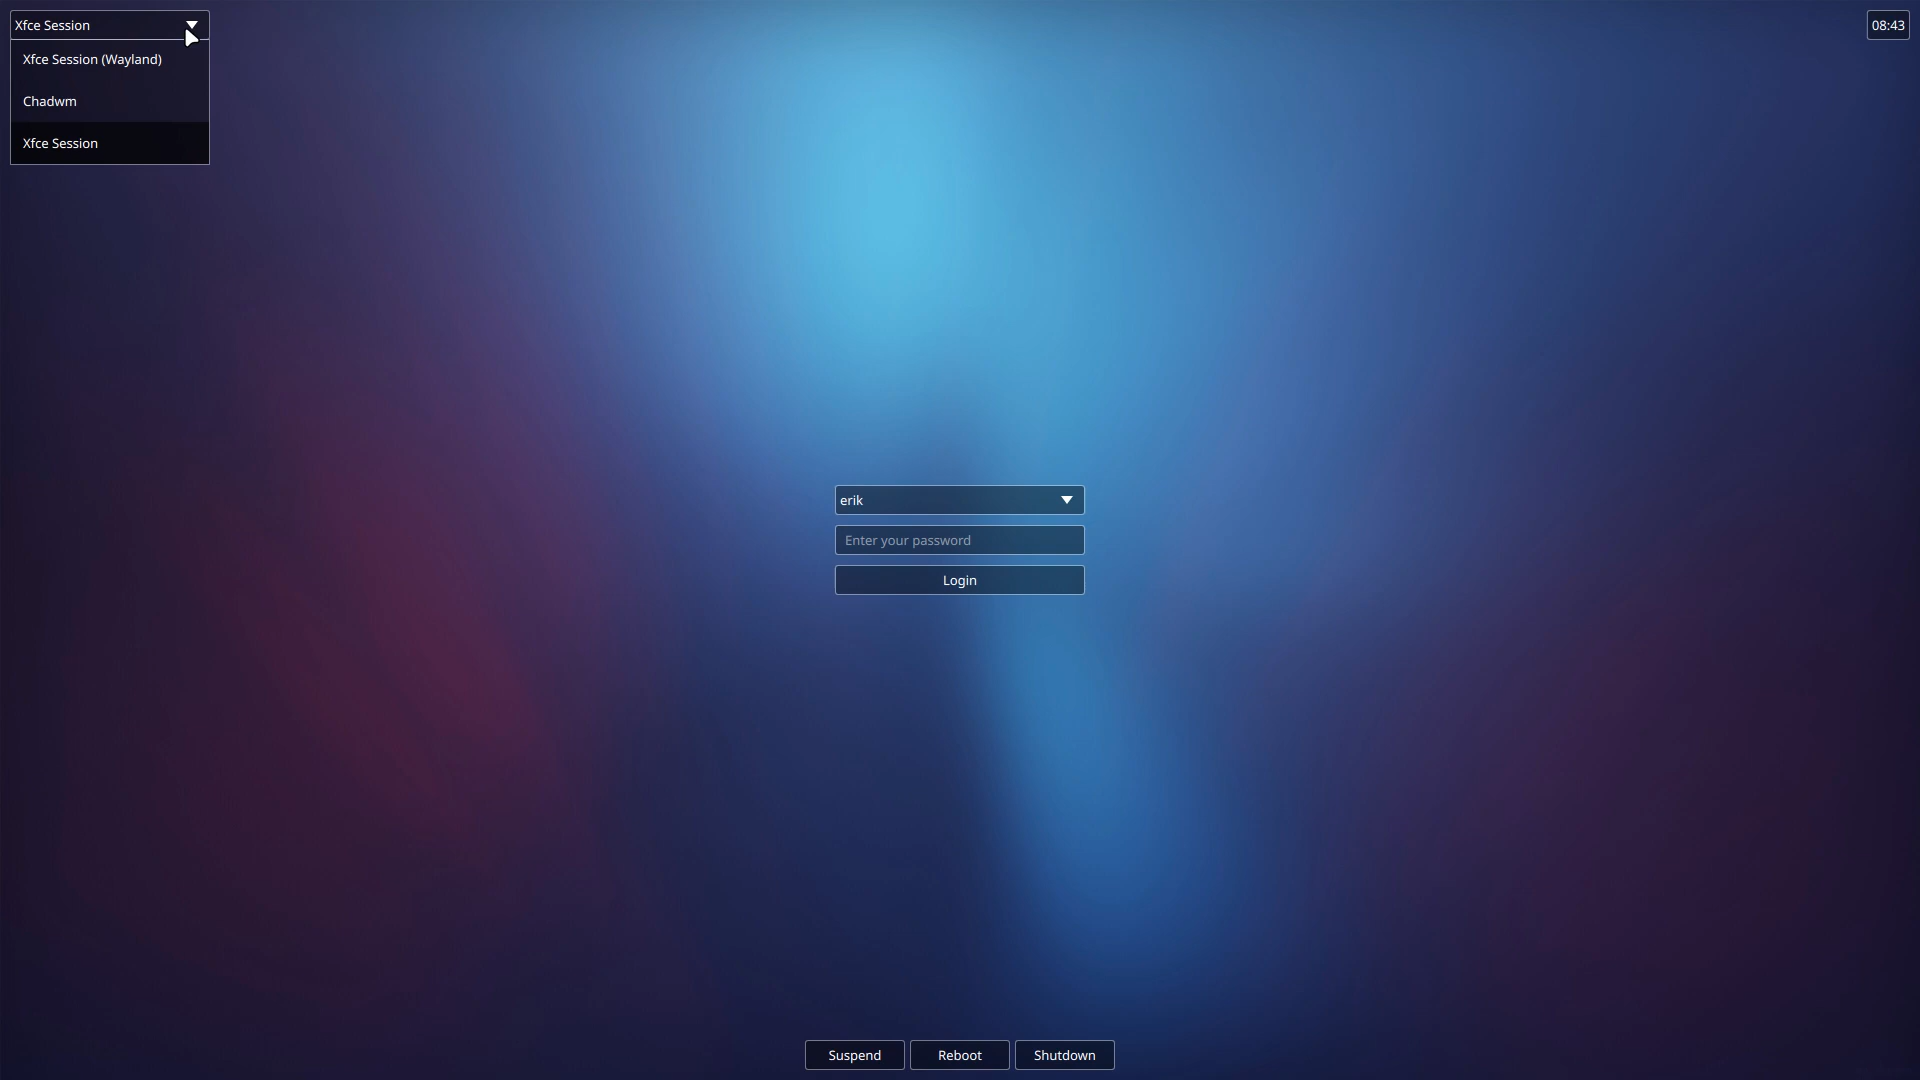 Xfce Session
08:43
Xfce Session (Wayland)
Chadwm
Xfce Session
erik
Enter your password
Login
Suspend
Reboot
Shutdown